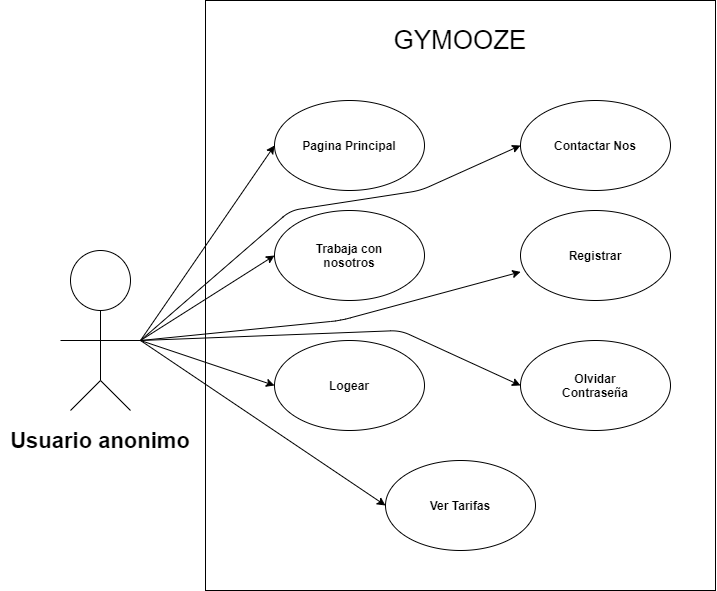 GYMOOZE
Pagina Principal
Contactar Nos
Trabaja con
nosotros
Registrar
Logear
Olvidar
Contraseña
Usuario anonimo
Ver Tarifas